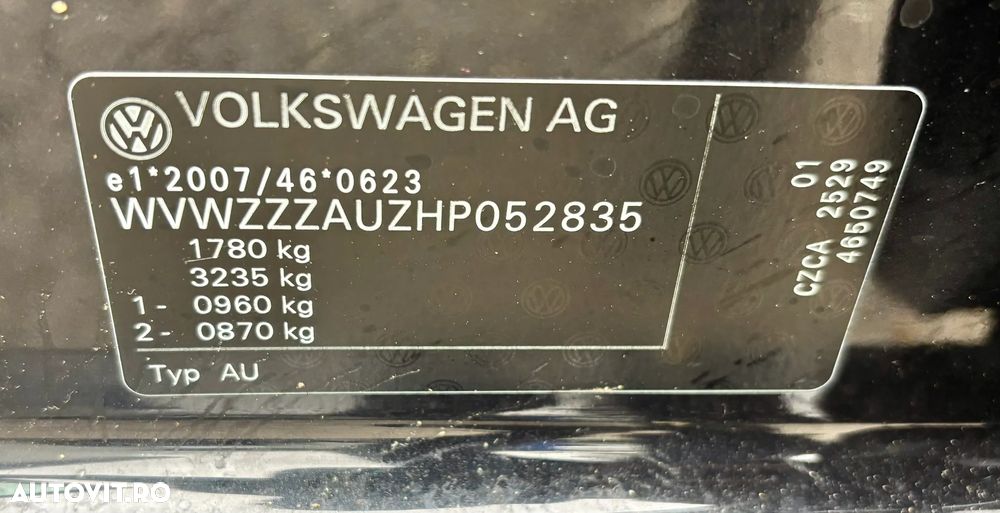 VOLKSWAGEN AG
e1*2007/46*0623
WVWZZZAUZHP052835
1780 kg
3235 kg
1- 0960 kg
2- 0870 kg
Typ AU
01
CZCA 2529
4650749
AUTOVIT.RO